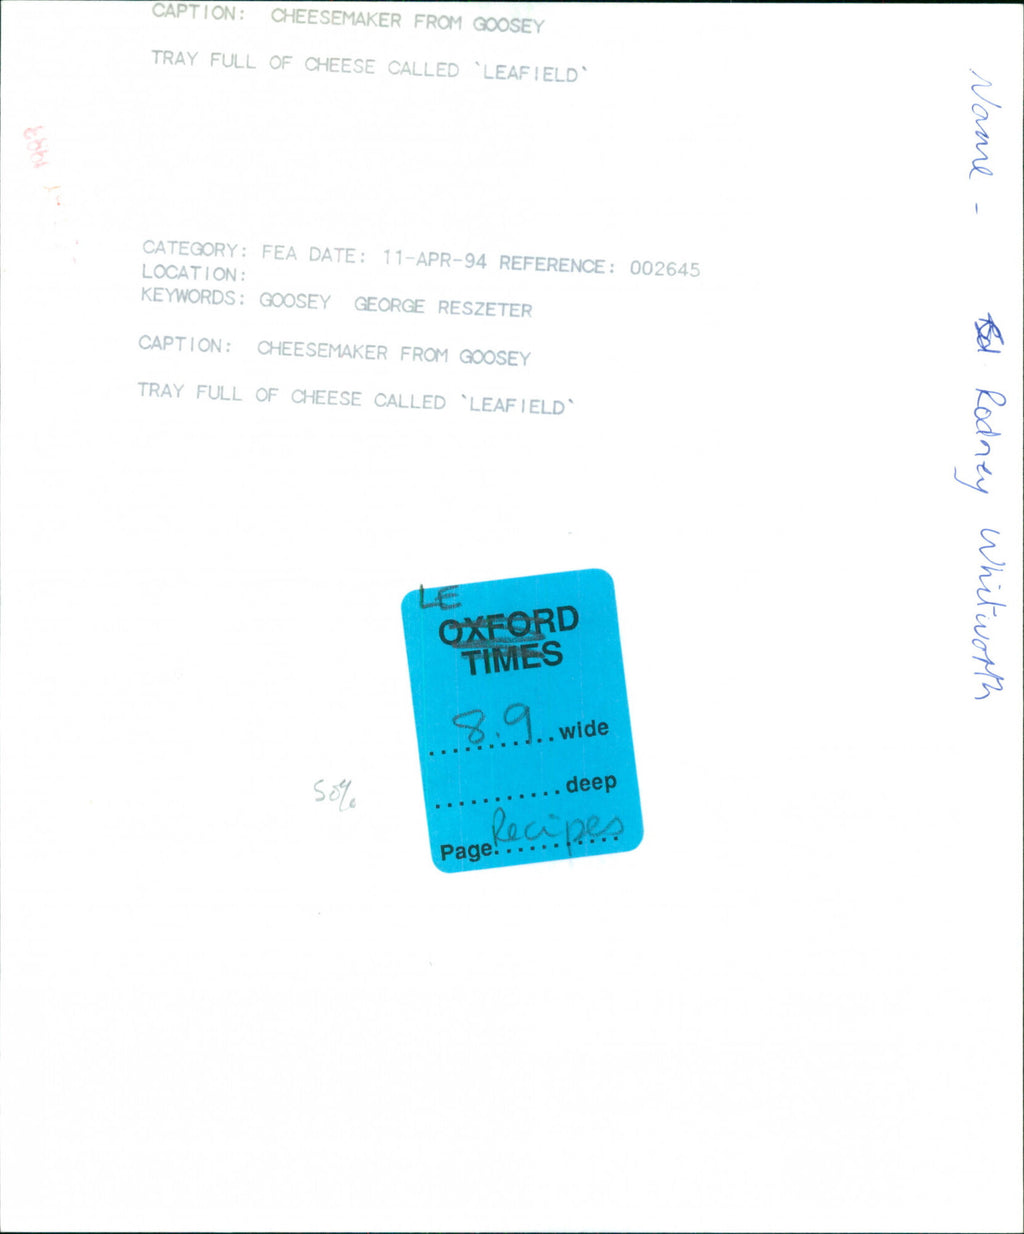 CAPTION: CHEESEMAKER FROM GOOSEY
TRAY FULL OF CHEESE CALLED `LEAFIELD`
1993
CATEGORY: FEA DATE: 11-APR-94 REFERENCE: 002645
LOCATION:
KEYWORDS: GOOSEY GEORGE RESZETER
CAPTION: CHEESEMAKER FROM GOOSEY
TRAY FULL OF CHEESE CALLED `LEAFIELD`
Name - Rodney Whitworth
LE
OXFORD
TIMES
8.9 wide
deep
Page Recipes
50%